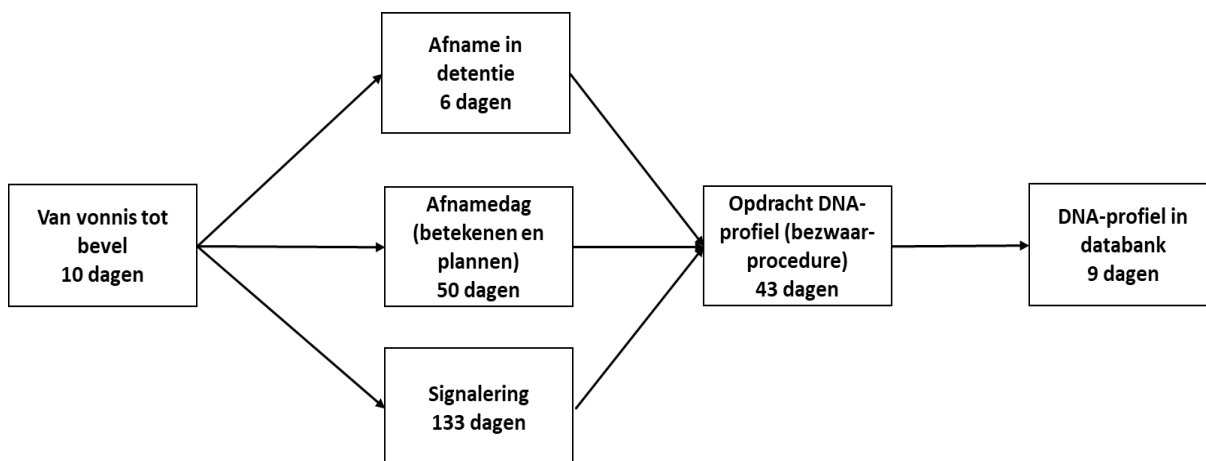 Van vonnis tot
bevel
10 dagen
Afname in
detentie
6 dagen
Afnamedag
(betekenen en
plannen)
50 dagen
Signalering
133 dagen
Opdracht DNA-
profiel (bezwaar-
procedure)
43 dagen
DNA-profiel in
databank
9 dagen